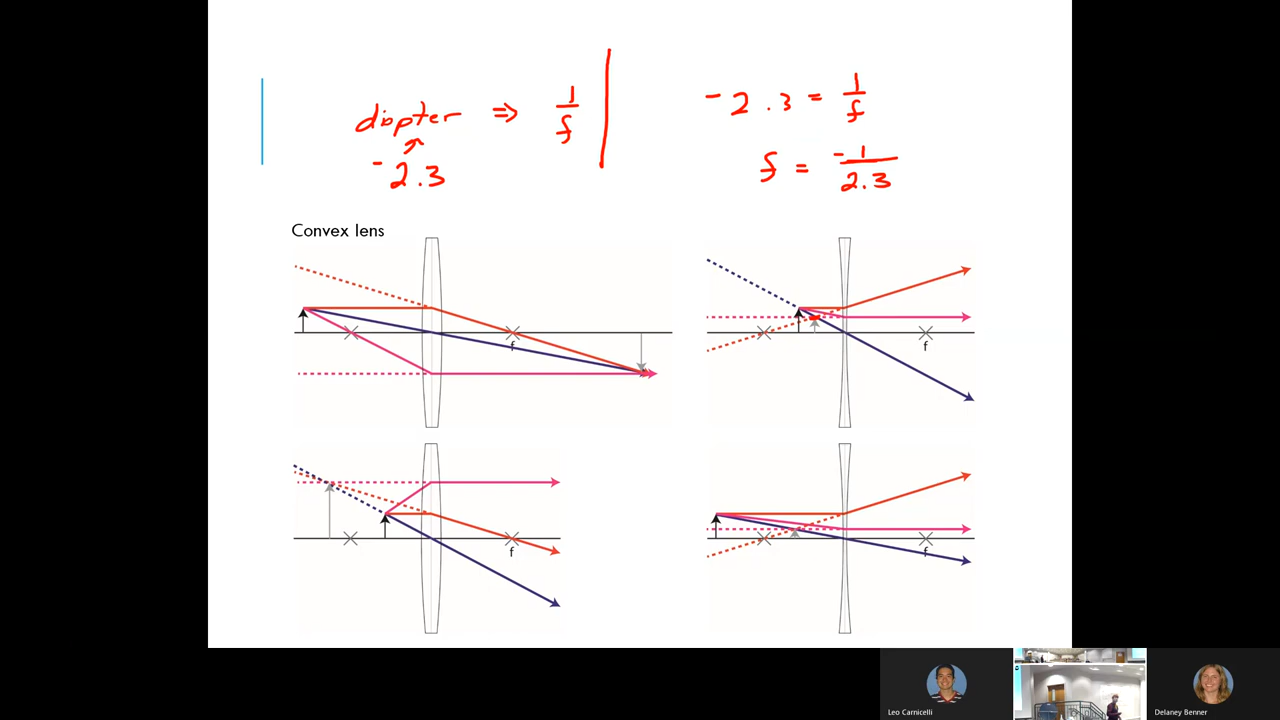 diopter => 1/f
-2.3
-2.3 = 1/f
f = -1/2.3
Convex lens
f
f
f
f
Leo Carnicelli
Delaney Benner